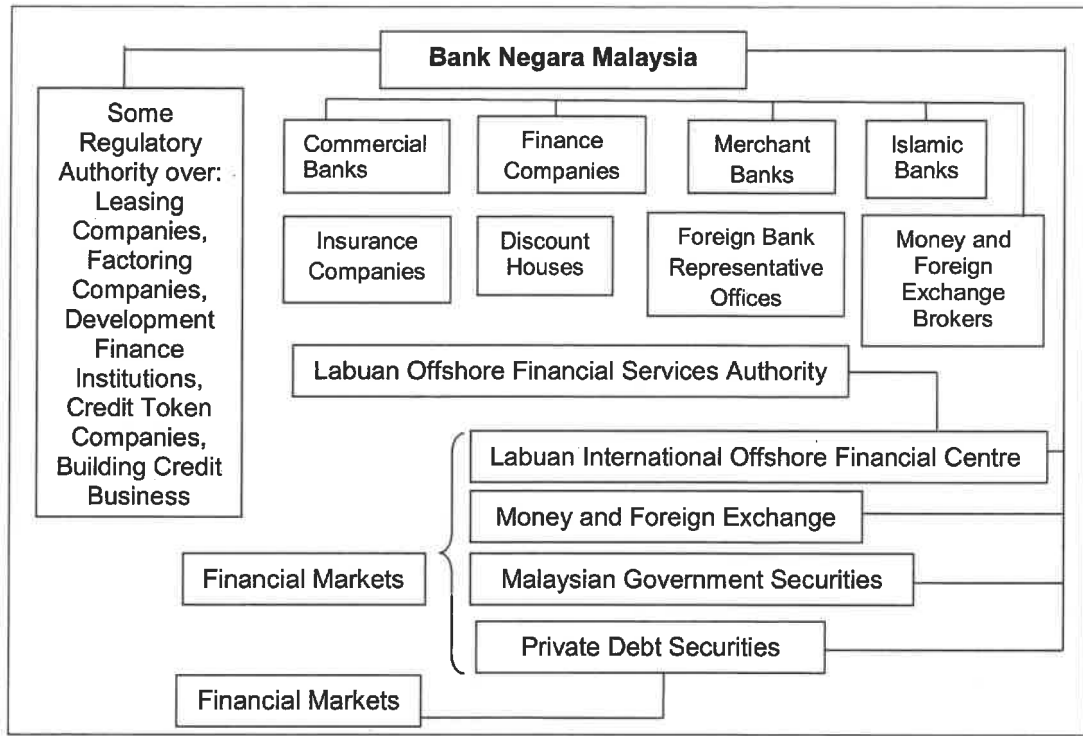 Bank Negara Malaysia
Some
Regulatory
Authority over:
Leasing
Companies,
Factoring
Companies,
Development
Finance
Institutions,
Credit Token
Companies,
Building Credit
Business
Commercial
Banks
Finance
Companies
Merchant
Banks
Islamic
Banks
Insurance
Companies
Discount
Houses
Foreign Bank
Representative
Offices
Money and
Foreign
Exchange
Brokers
Labuan Offshore Financial Services Authority
Labuan International Offshore Financial Centre
Money and Foreign Exchange
Financial Markets
Malaysian Government Securities
Private Debt Securities
Financial Markets